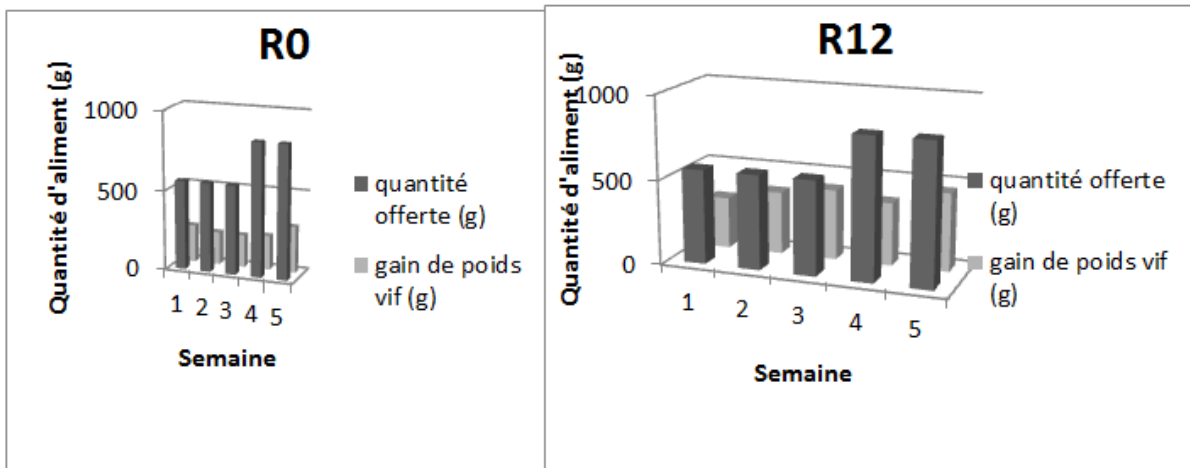 R0
Quantité d'aliment (g)
1000
500
0
1 2 3 4 5
Semaine
quantité
offerte (g)
gain de poids
vif (g)
R12
Quantité d'aliment (g)
1000
500
0
1 2 3 4 5
Semaine
quantité offerte
(g)
gain de poids vif
(g)